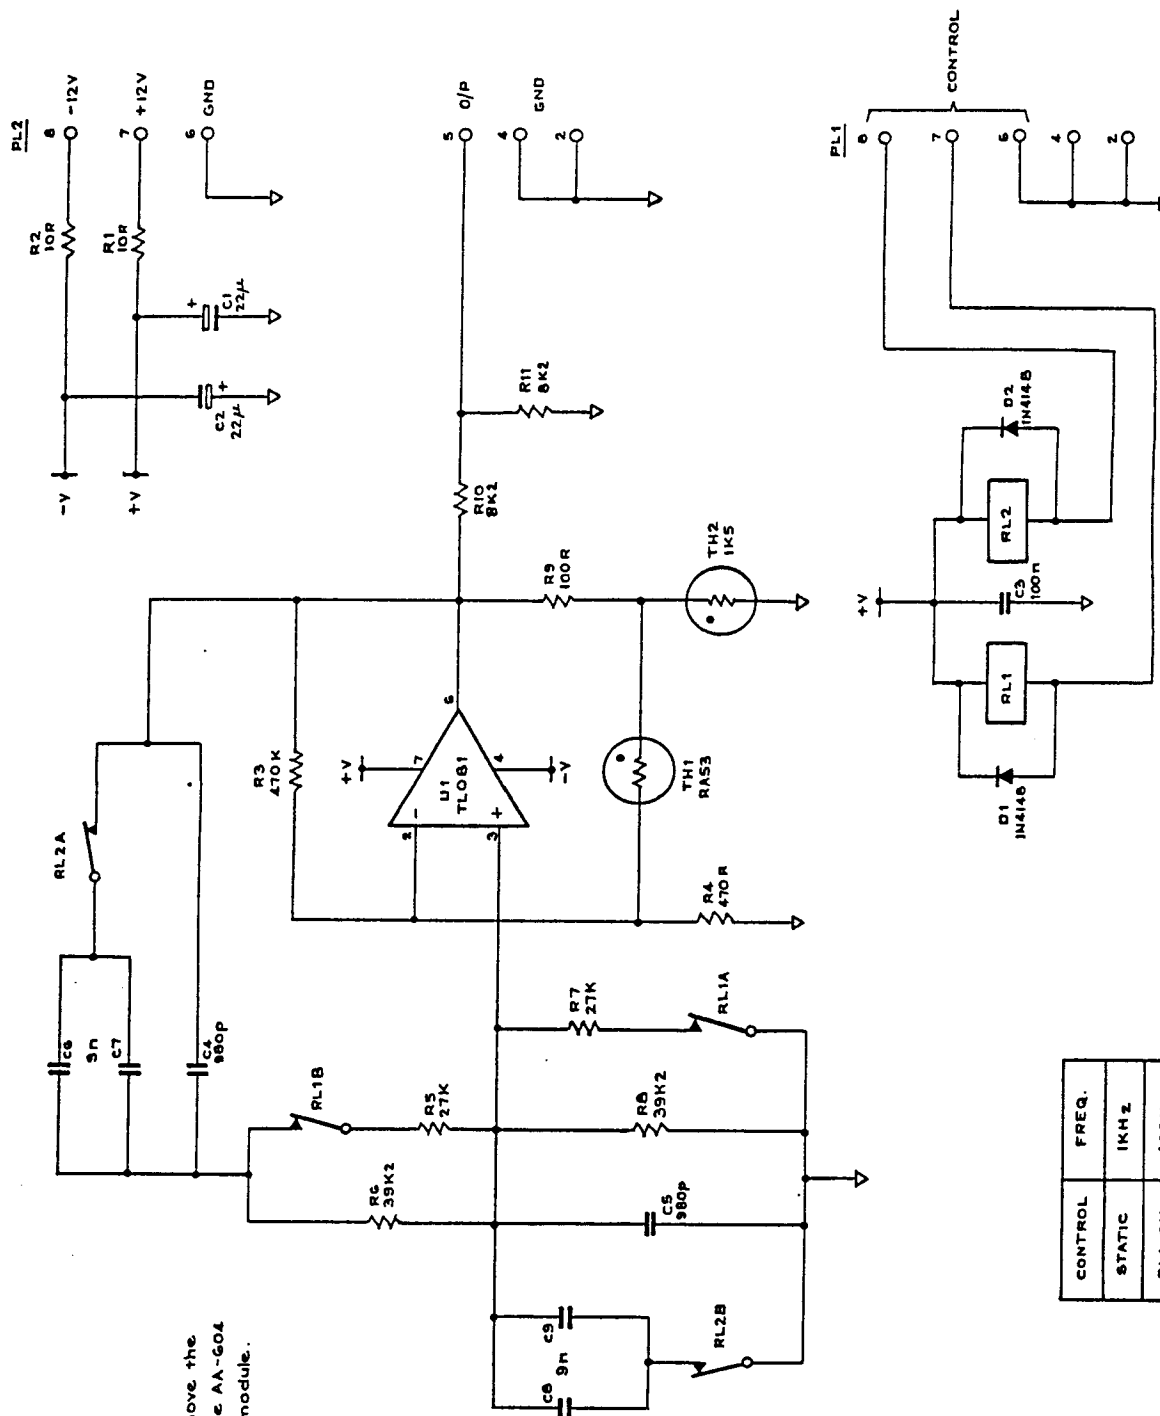 PL2
8
-12V
R2
10R
7
+12V
R1
10R
6
GND
+
C1
22µ
C2
+
22µ
-V
+V
5
O/P
4
GND
2
R11
8K2
R10
8K2
R9
100R
TH2
1K5
RL2A
R3
470K
+V
7
6
U1
TL081
2
-
3
+
4
-V
TH1
RA53
R4
470R
C6
9n
C7
C4
980p
RL1B
R5
27K
R7
27K
RL1A
R6
39K2
R8
39K2
C5
980p
C8
9n
C9
RL2B
PL1
8
7
6
4
2
CONTROL
+V
RL2
D2
1N4148
C3
100n
RL1
D1
1N4148
the
AA-604
module.
CONTROL
FREQ.
STATIC
1KHz